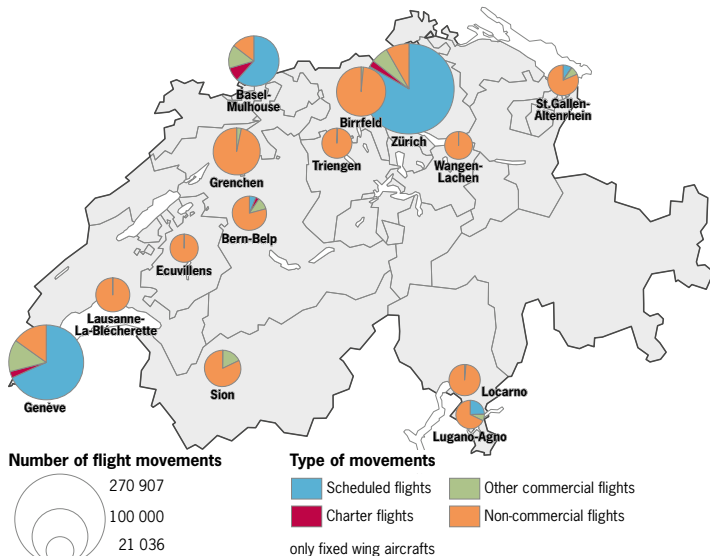 Basel-
Mulhouse
Birrfeld
Zürich
St.Gallen-
Altenrhein
Triengen
Wangen-
Lachen
Grenchen
Bern-Belp
Ecuvillens
Lausanne-
La-Blécherette
Genève
Sion
Locarno
Lugano-Agno
Number of flight movements
270 907
100 000
21 036
Type of movements
Scheduled flights
Other commercial flights
Charter flights
Non-commercial flights
only fixed wing aircrafts